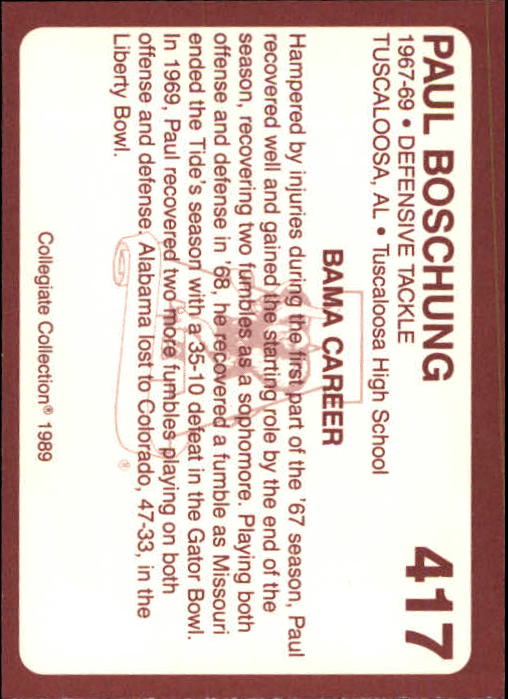 PAUL BOSCHUNG 417
1967-69 • DEFENSIVE TACKLE
TUSCALOOSA, AL • Tuscaloosa High School
BAMA CAREER
Hampered by injuries during the first part of the '67 season, Paul
recovered well and gained the starting role by the end of the
season, recovering two fumbles as a sophomore. Playing both
offense and defense in '68, he recovered a fumble as Missouri
ended the Tide's season with a 35-10 defeat in the Gator Bowl.
In 1969, Paul recovered two more fumbles playing on both
offense and defense. Alabama lost to Colorado, 47-33, in the
Liberty Bowl.
®
Collegiate Collection® 1989